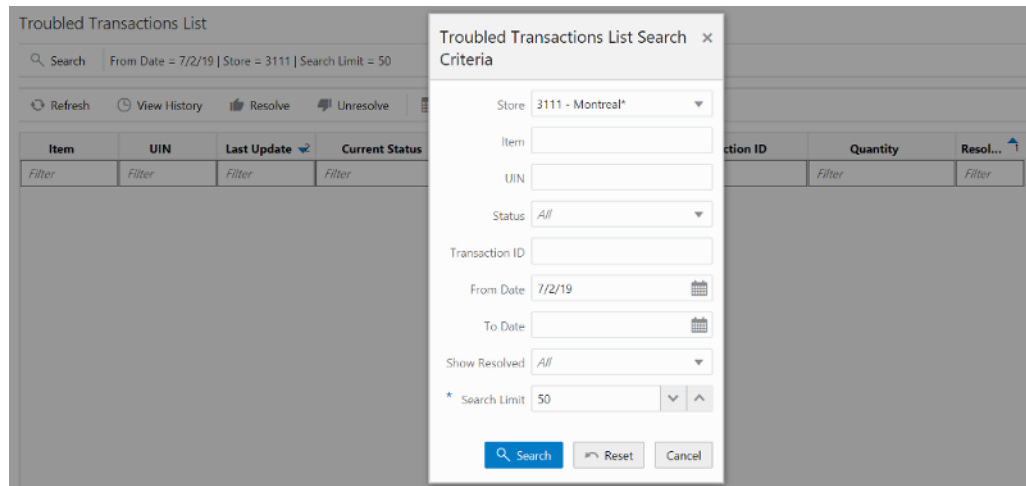 Troubled Transactions List
Search From Date = 7/2/19 | Store = 3111 | Search Limit = 50
Refresh View History Resolve Unresolve
Item UIN Last Update 2 Current Status ction ID Quantity Resol... 1
Filter Filter Filter Filter Filter Filter
Troubled Transactions List Search
Criteria
Store 3111 - Montreal*
Item
UIN
Status All
Transaction ID
From Date 7/2/19
To Date
Show Resolved All
* Search Limit 50
Search Reset Cancel